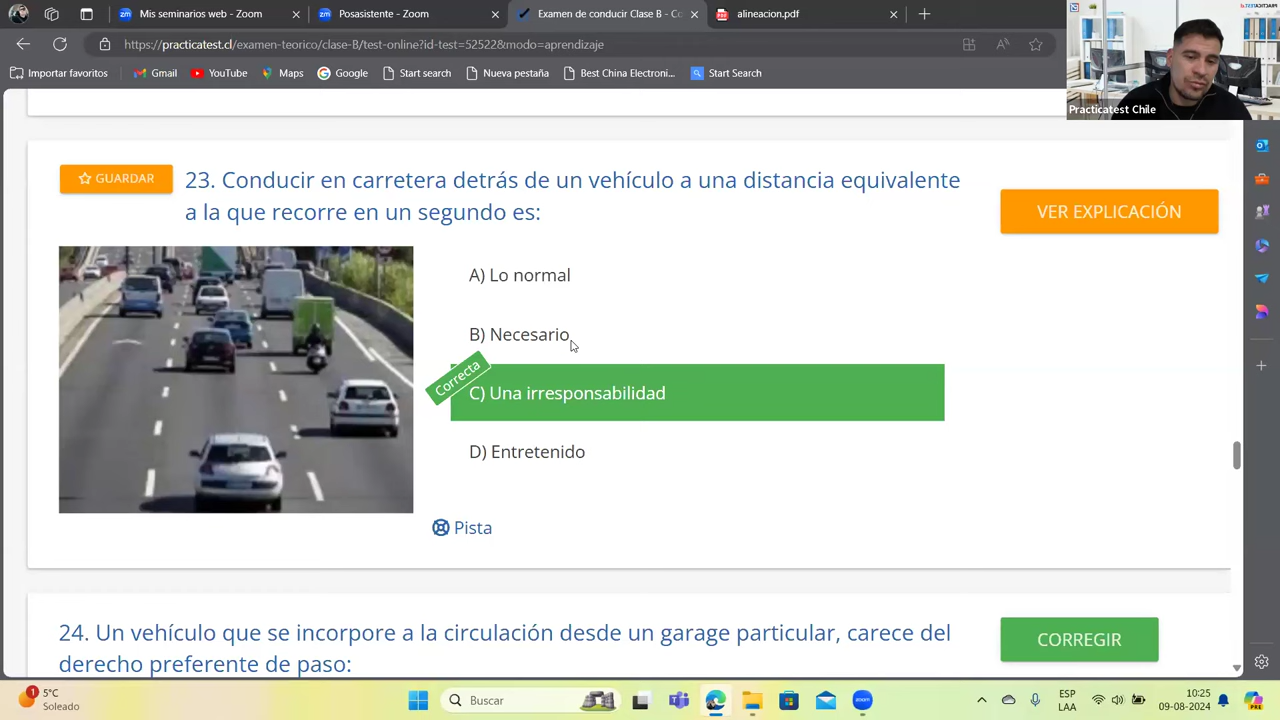 Mis seminarios web - Zoom
Posasistente - Zoom
Examen de conducir Clase B - Co
alineacion.pdf
https://practicatest.cl/examen-teorico/clase-B/test-online?id-test=525228&modo=aprendizaje
Importar favoritos
Gmail
YouTube
Maps
Google
Start search
Nueva pestaña
Best China Electroni...
Start Search
Practicatest Chile
GUARDAR
23. Conducir en carretera detrás de un vehículo a una distancia equivalente
a la que recorre en un segundo es:
VER EXPLICACIÓN
A) Lo normal
B) Necesario
Correcta
C) Una irresponsabilidad
D) Entretenido
Pista
24. Un vehículo que se incorpore a la circulación desde un garage particular, carece del
derecho preferente de paso:
CORREGIR
1
5°C
Soleado
Buscar
ESP
LAA
10:25
09-08-2024